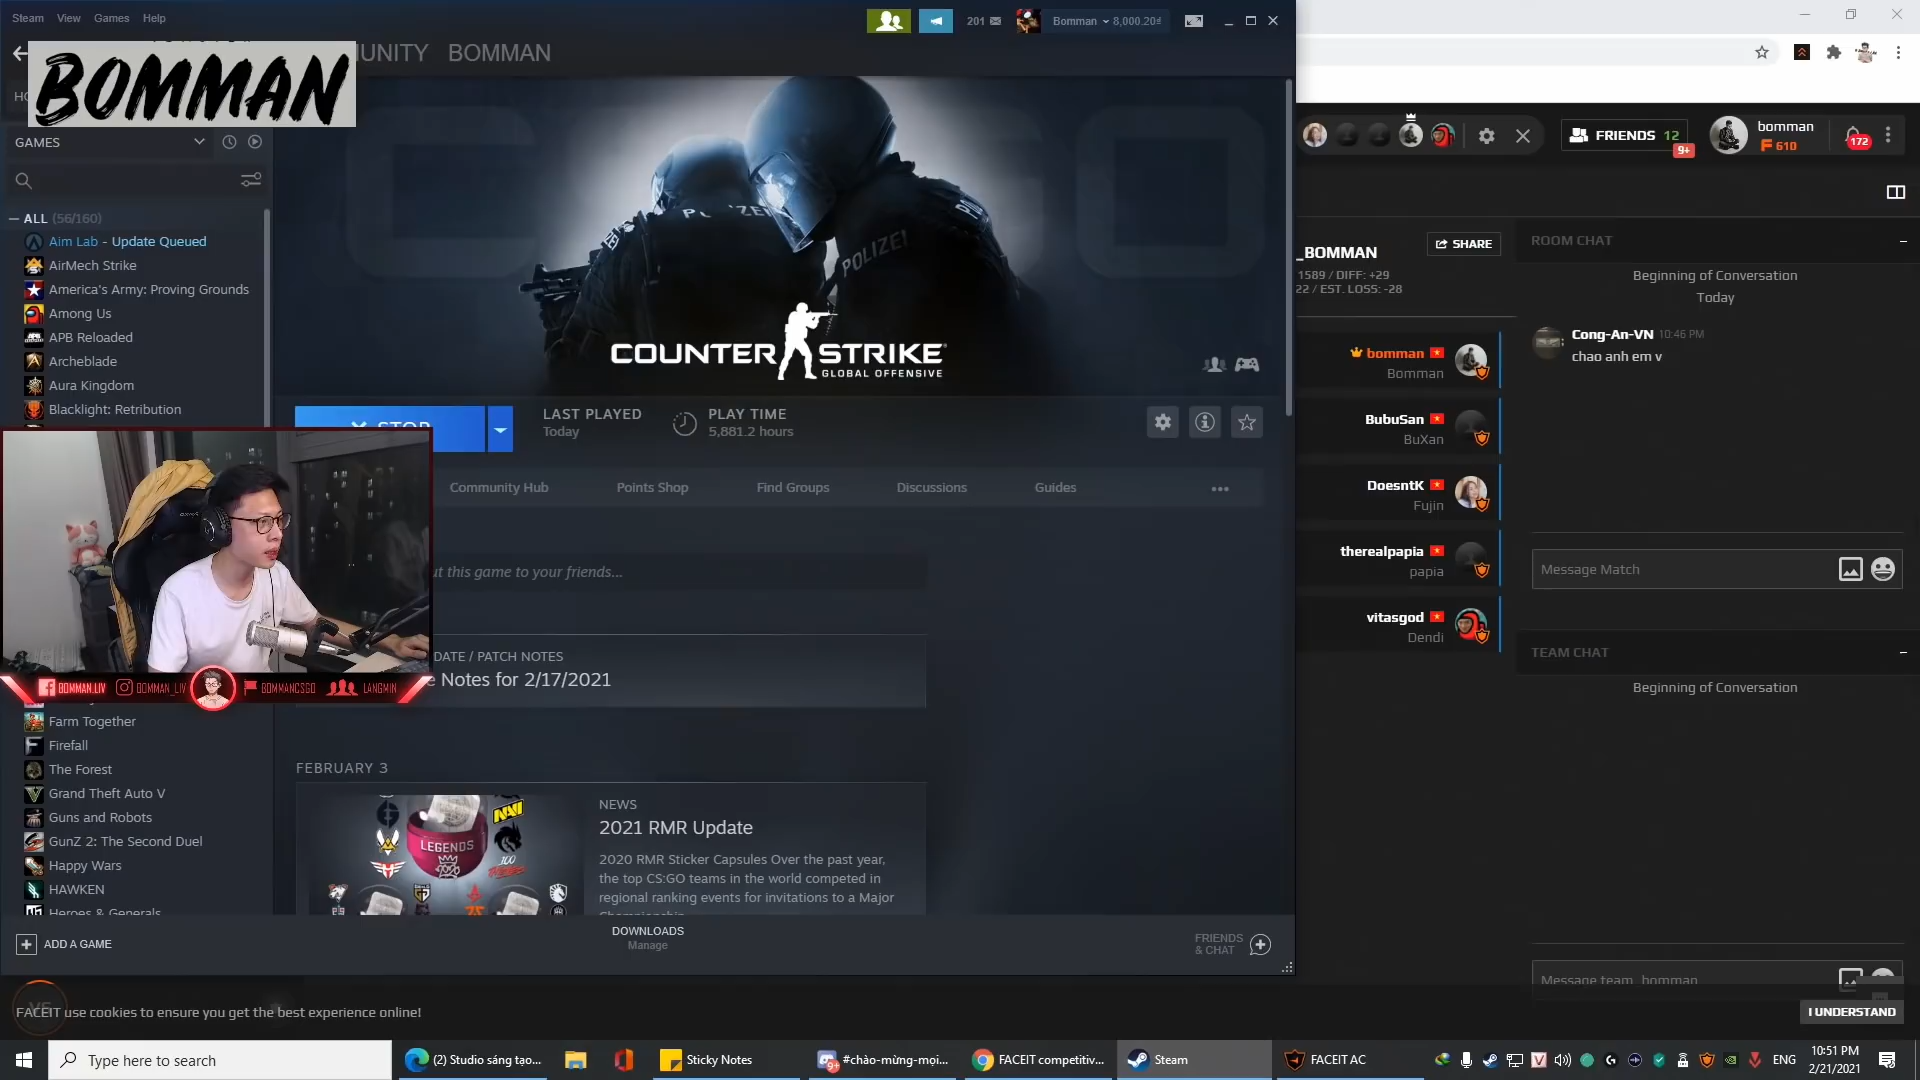 Steam View Games Help
201
Bomman 8,000.20₫
BOMMAN
BOMMAN
GAMES
ALL (56/160)
Aim Lab - Update Queued
AirMech Strike
America's Army: Proving Grounds
Among Us
APB Reloaded
Archeblade
Aura Kingdom
Blacklight: Retribution
Farm Together
Firefall
The Forest
Grand Theft Auto V
Guns and Robots
GunZ 2: The Second Duel
Happy Wars
HAWKEN
Heroes & Generals
ADD A GAME
POLIZEI
COUNTER STRIKE
GLOBAL OFFENSIVE
STOP
LAST PLAYED
Today
PLAY TIME
5,881.2 hours
Community Hub
Points Shop
Find Groups
Discussions
Guides
this game to your friends...
/ PATCH NOTES
Notes for 2/17/2021
FEBRUARY 3
LEGENDS
NAVI
100
NEWS
2021 RMR Update
2020 RMR Sticker Capsules Over the past year,
the top CS:GO teams in the world competed in
regional ranking events for invitations to a Major
Championship
DOWNLOADS
Manage
FRIENDS
& CHAT
BOMMAN.LIV
BOMMAN_LIV
BOMMANCSGO
LANGMIN
FRIENDS 12
9+
bomman
610
172
_BOMMAN
SHARE
1589 / DIFF: +29
22 / EST. LOSS: -28
bomman
Bomman
BubuSan
BuXan
DoesntK
Fujin
therealpapia
papia
vitasgod
Dendi
ROOM CHAT
Beginning of Conversation
Today
Cong-An-VN 10:46 PM
chao anh em v
Message Match
TEAM CHAT
Beginning of Conversation
Message team_bomman
FACEIT use cookies to ensure you get the best experience online!
I UNDERSTAND
Type here to search
(2) Studio sáng tạo...
Sticky Notes
#chào-mừng-mọi...
9+
FACEIT competitiv...
Steam
FACEIT AC
ENG
10:51 PM
2/21/2021